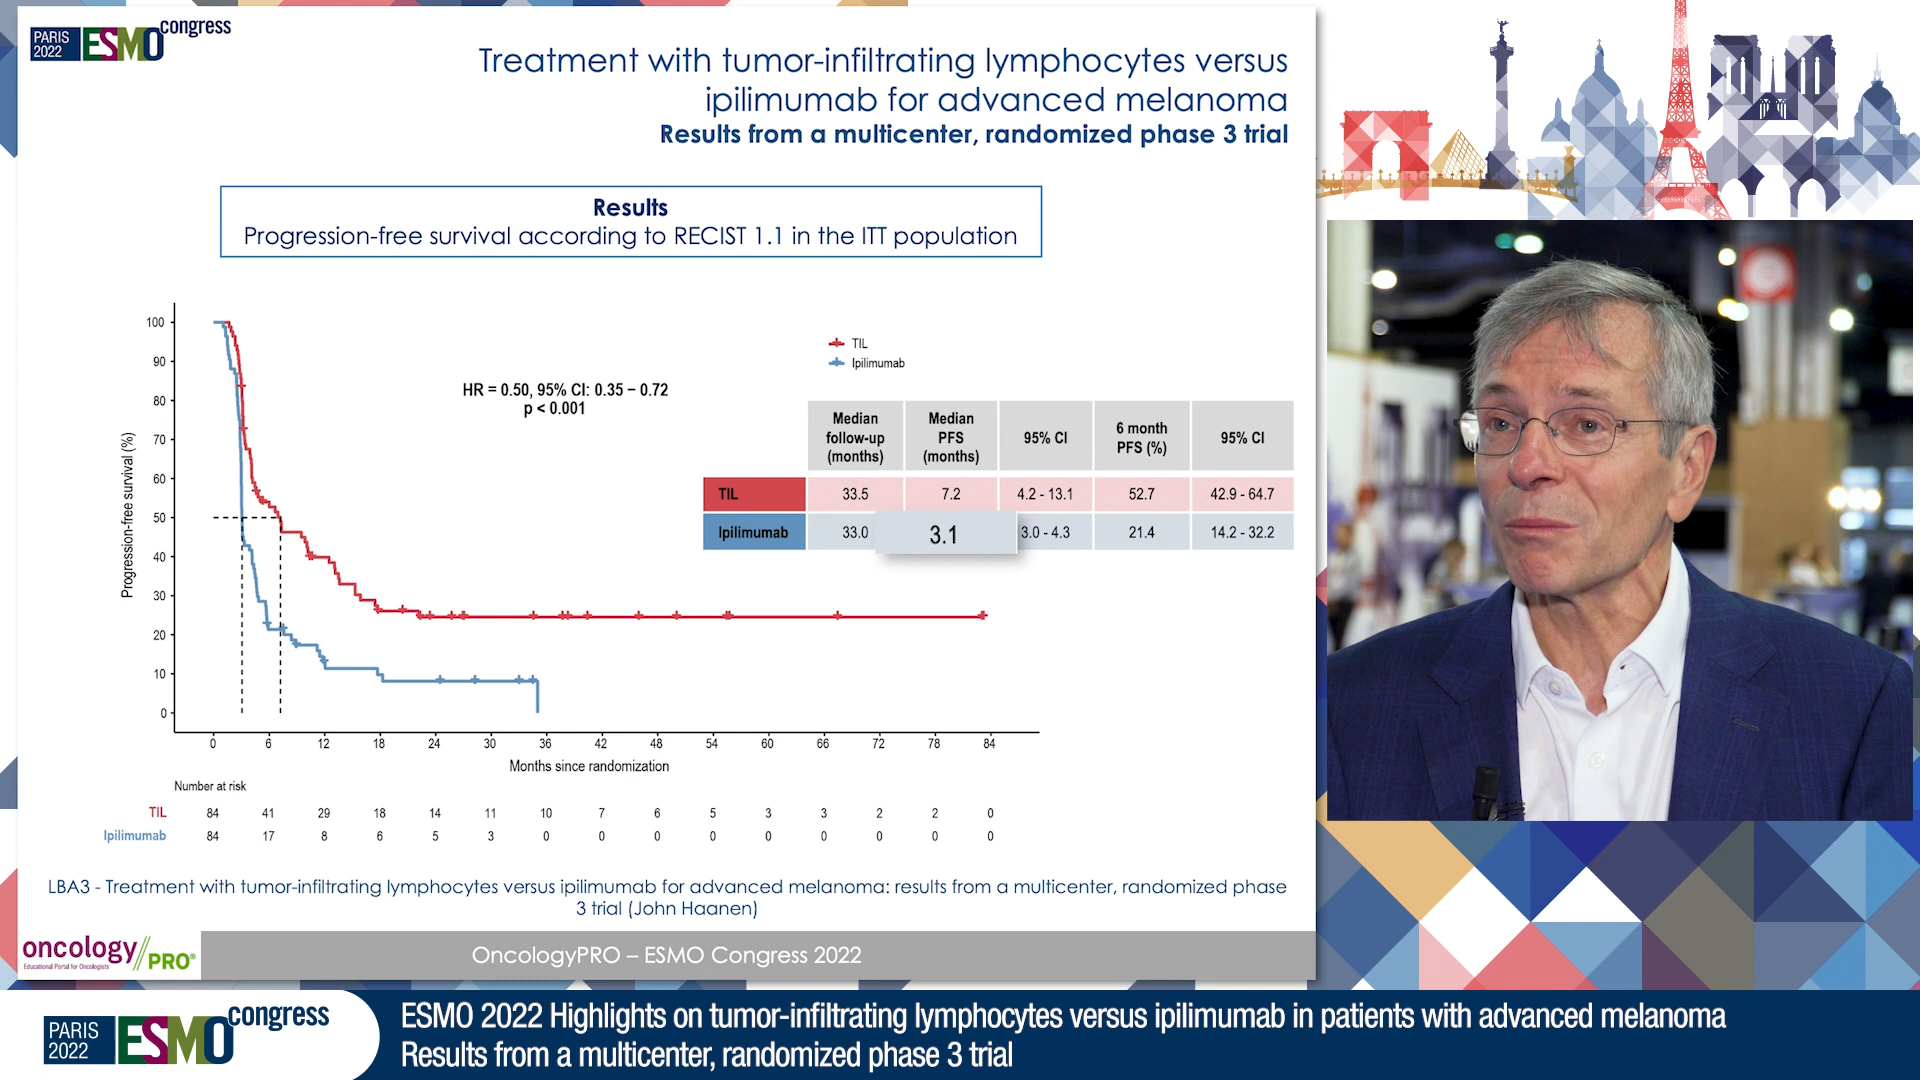 PARIS
2022
ESMO
congress
Treatment with tumor-infiltrating lymphocytes versus
ipilimumab for advanced melanoma
Results from a multicenter, randomized phase 3 trial
Results
Progression-free survival according to RECIST 1.1 in the ITT population
Progression-free survival (%)
100
90
80
70
60
50
40
30
20
10
0
HR = 0.50, 95% CI: 0.35 – 0.72
p < 0.001
TIL
Ipilimumab
Median follow-up (months) Median PFS (months) 95% CI 6 month PFS (%) 95% CI
TIL 33.5 7.2 4.2 - 13.1 52.7 42.9 - 64.7
Ipilimumab 33.0 3.1 3.0 - 4.3 21.4 14.2 - 32.2
0 6 12 18 24 30 36 42 48 54 60 66 72 78 84
Months since randomization
Number at risk
TIL 84 41 29 18 14 11 10 7 6 5 3 3 2 2 0
Ipilimumab 84 17 8 6 5 3 0 0 0 0 0 0 0 0 0
LBA3 - Treatment with tumor-infiltrating lymphocytes versus ipilimumab for advanced melanoma: results from a multicenter, randomized phase
3 trial (John Haanen)
oncology//PRO®
Educational Portal for Oncologists
OncologyPRO – ESMO Congress 2022
PARIS
2022
ESMO
congress
ESMO 2022 Highlights on tumor-infiltrating lymphocytes versus ipilimumab in patients with advanced melanoma
Results from a multicenter, randomized phase 3 trial